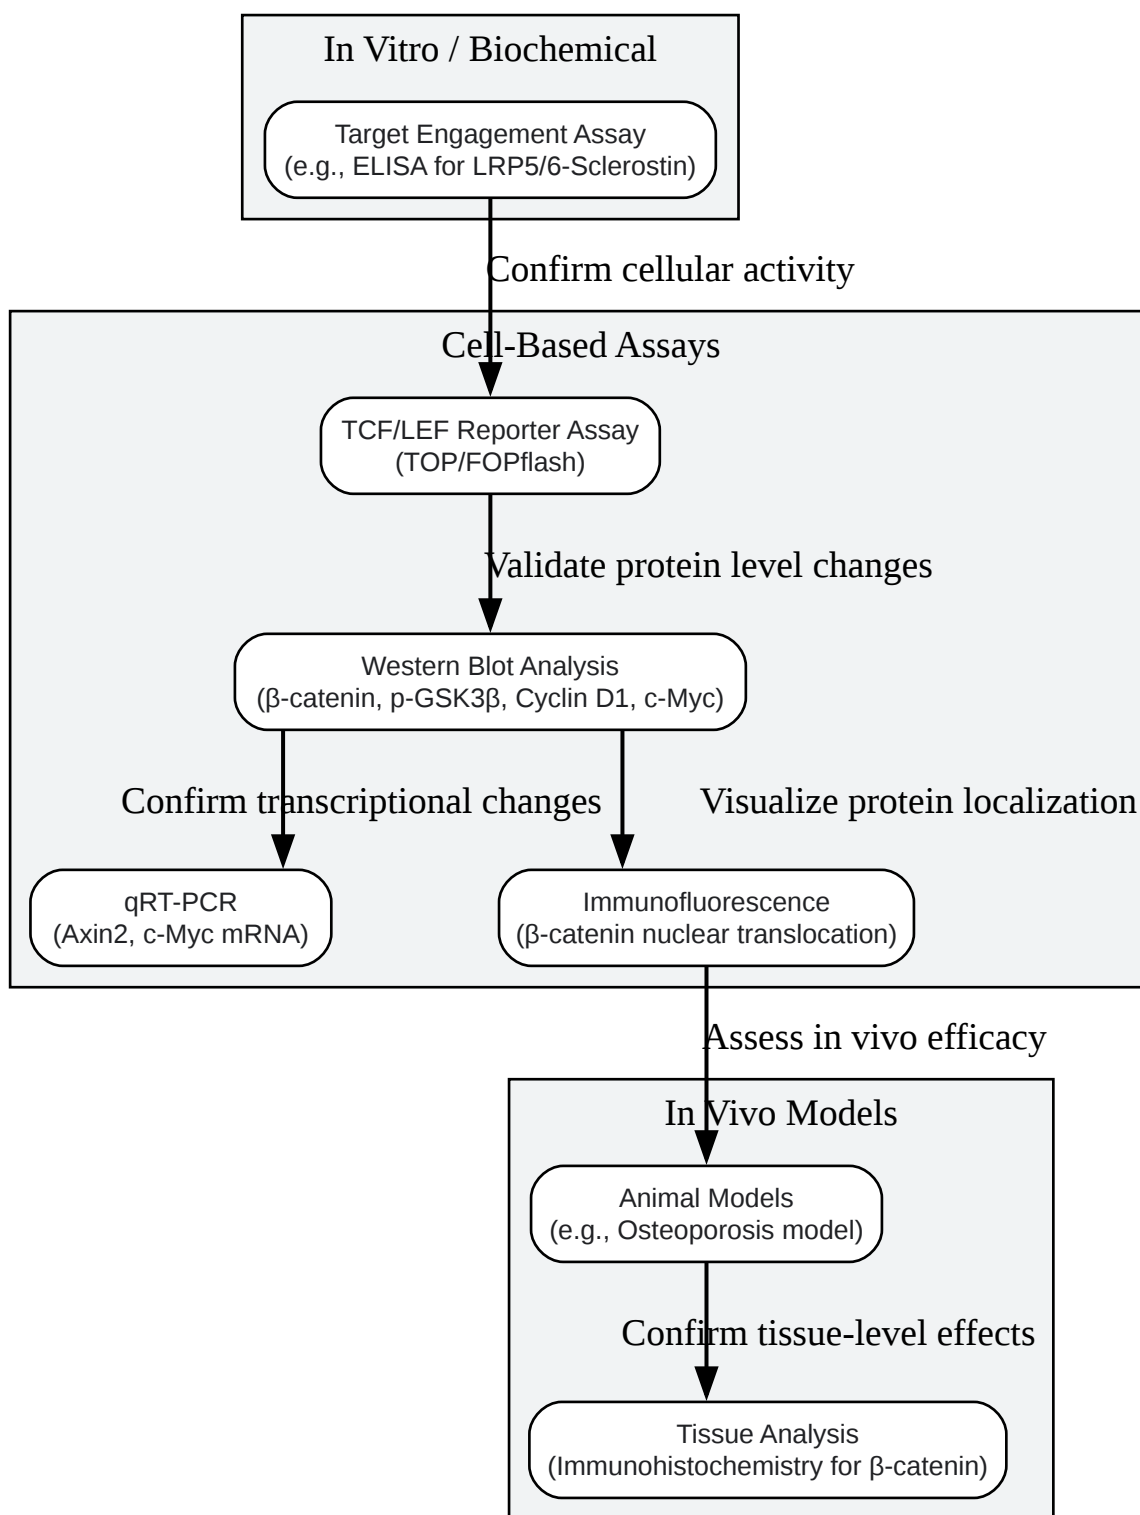 In Vitro / Biochemical
Target Engagement Assay
(e.g., ELISA for LRP5/6-Sclerostin)
Confirm cellular activity
Cell-Based Assays
TCF/LEF Reporter Assay
(TOP/FOPflash)
Validate protein level changes
Western Blot Analysis
(β-catenin, p-GSK3β, Cyclin D1, c-Myc)
Confirm transcriptional changes
Visualize protein localization
qRT-PCR
(Axin2, c-Myc mRNA)
Immunofluorescence
(β-catenin nuclear translocation)
Assess in vivo efficacy
In Vivo Models
Animal Models
(e.g., Osteoporosis model)
Confirm tissue-level effects
Tissue Analysis
(Immunohistochemistry for β-catenin)